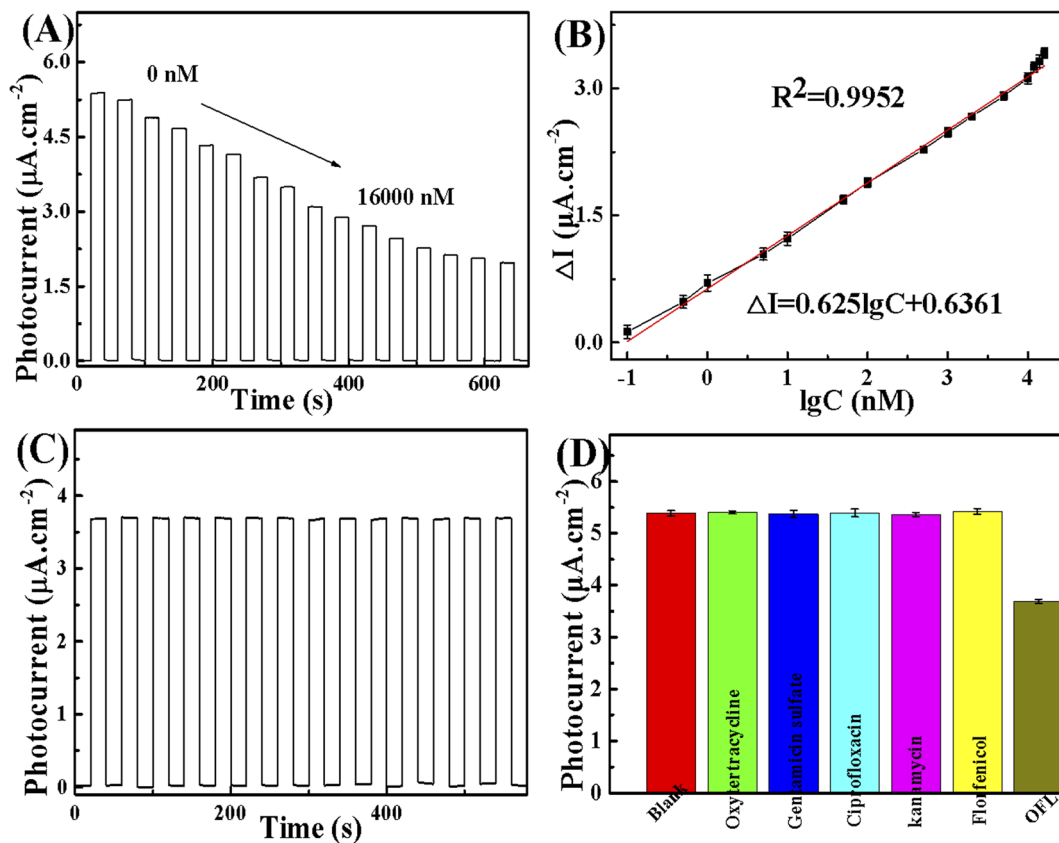 (A)
6.0
4.5
3.0
1.5
0.0
Photocurrent (μA.cm-2)
0 nM
16000 nM
0
200
400
600
Time (s)
(B)
3.0
1.5
0.0
ΔI (μA.cm-2)
R2=0.9952
ΔI=0.625lgC+0.6361
-1
0
1
2
3
4
lgC (nM)
(C)
4
3
2
1
0
Photocurrent (μA.cm-2)
0
200
400
Time (s)
(D)
6
5
4
3
2
1
0
Photocurrent (μA.cm-2)
Blank
Oxytertracycline
Gentamicin sulfate
Ciprofloxacin
kanamycin
Florfenicol